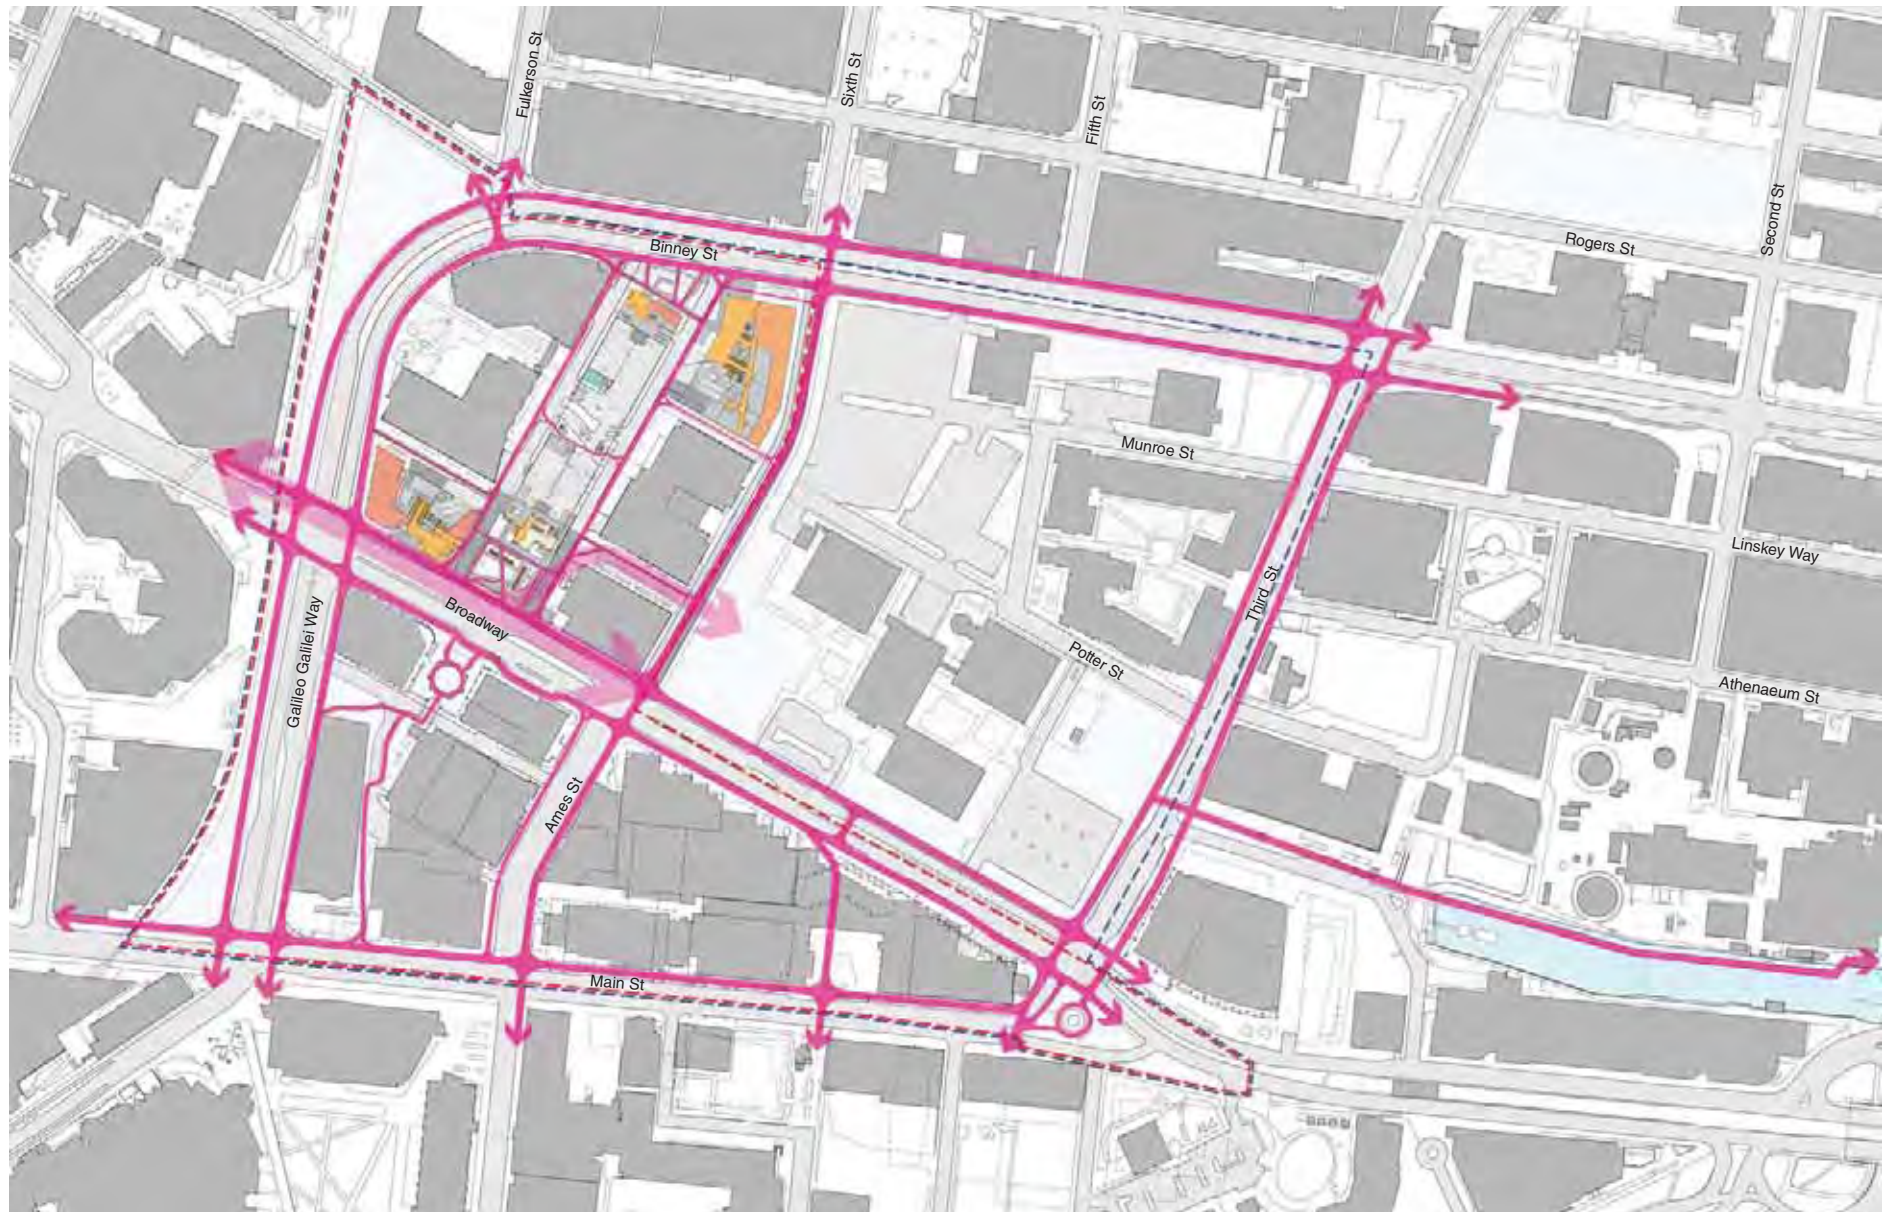 Fulkerson St
Sixth St
Fifth St
Second St
Rogers St
Binney St
Munroe St
Linskey Way
Third St
Broadway
Galileo Galilei Way
Potter St
Athenaeum St
Ames St
Main St